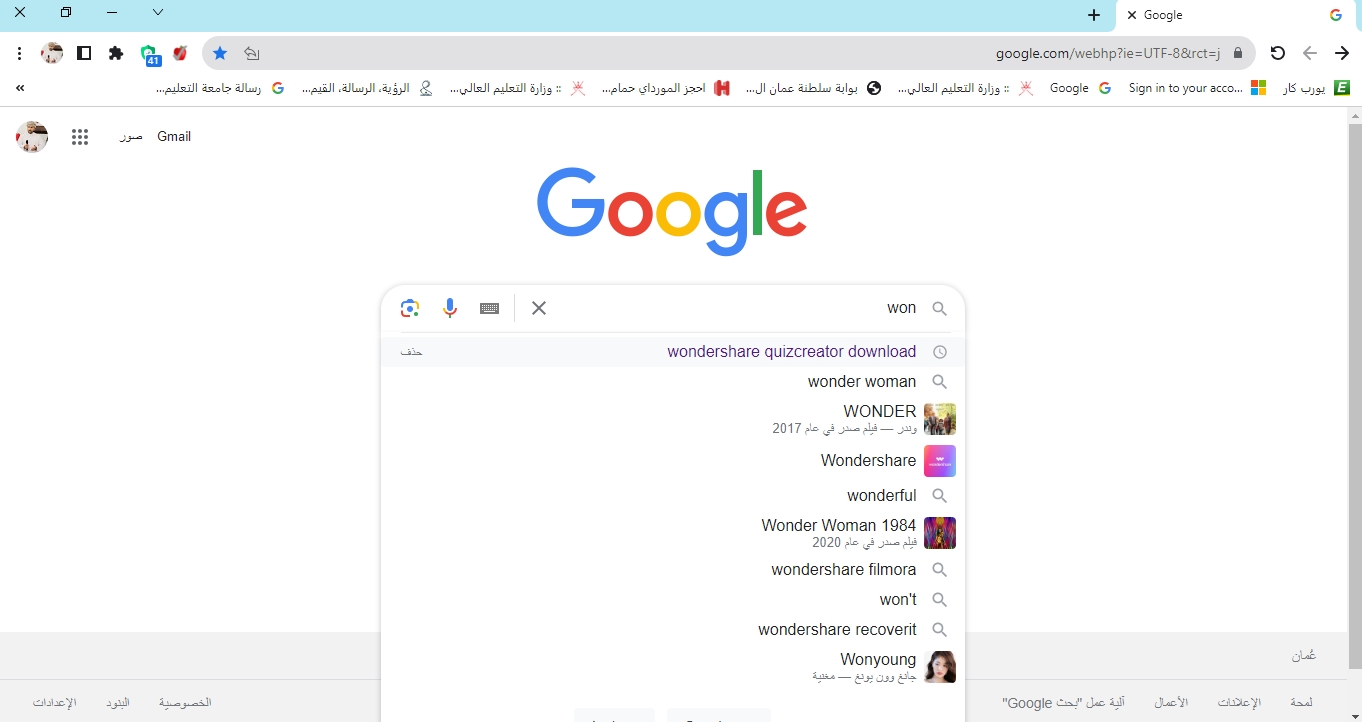 Google
google.com/webhp?ie=UTF-8&rct=j
41
يورب كار
Sign in to your acco...
Google
:: وزارة التعليم العالي...
بوابة سلطنة عمان ال...
احجز المورداي حمام...
:: وزارة التعليم العالي...
الرؤية، الرسالة، القيم...
رسالة جامعة التعليم...
«
Gmail
صور
Google
won
wondershare quizcreator download
حذف
wonder woman
WONDER
وندر — فيلم صدر في عام 2017
Wondershare
wonderful
Wonder Woman 1984
فيلم صدر في عام 2020
wondershare filmora
won't
wondershare recoverit
Wonyoung
جانغ وون يونغ — مغنية
عُمان
لمحة
الإعلانات
الأعمال
آلية عمل "بحث Google"
الخصوصية
البنود
الإعدادات